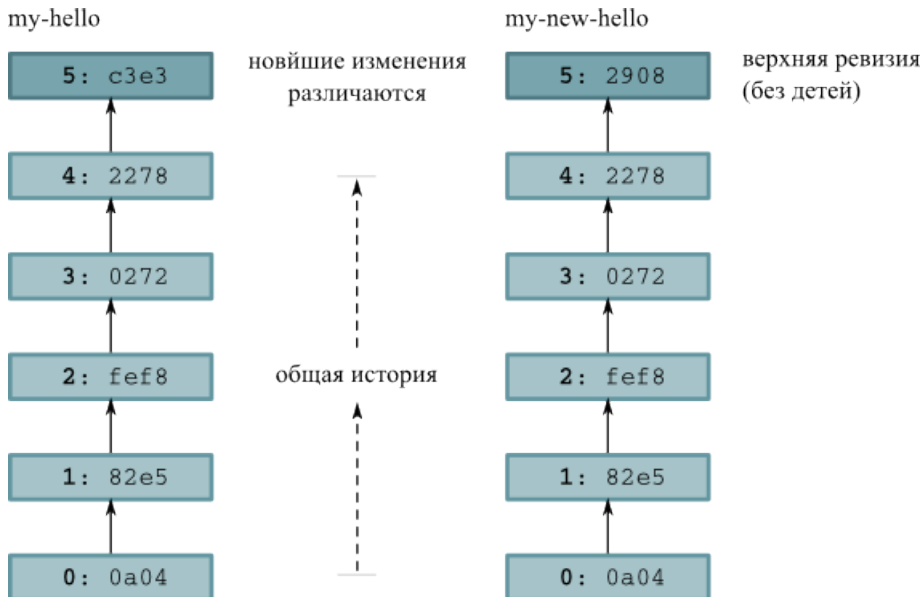 my-hello
my-new-hello
5: c3e3
новйшие изменения
различаются
5: 2908
верхняя ревизия
(без детей)
4: 2278
4: 2278
3: 0272
3: 0272
2: fef8
общая история
2: fef8
1: 82e5
1: 82e5
0: 0a04
0: 0a04